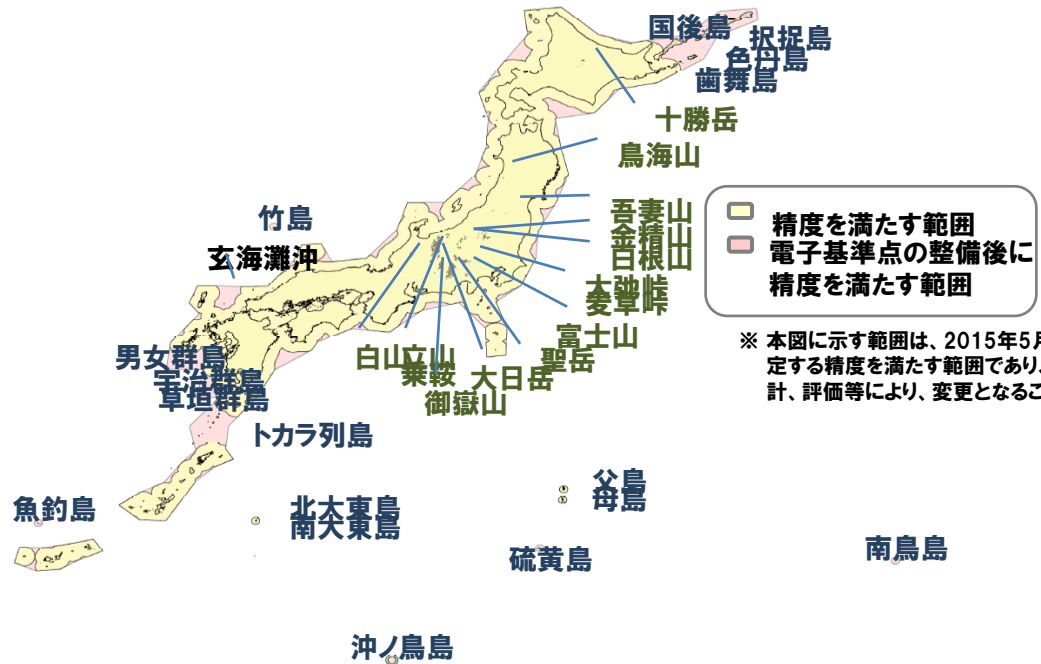 国後島
択捉島
色丹島
歯舞島
十勝岳
鳥海山
竹島
玄海灘沖
吾妻山
金積山
白根山
大弛峠
麦草峠
富士山
聖岳
大日岳
白山
立山
乗鞍
御嶽山
男女群島
宇治群島
草垣群島
トカラ列島
魚釣島
北大東島
南大東島
父島
母島
硫黄島
南鳥島
沖ノ鳥島
精度を満たす範囲
電子基準点の整備後に
精度を満たす範囲
※ 本図に示す範囲は、2015年5月
定する精度を満たす範囲であり、
計、評価等により、変更となるこ